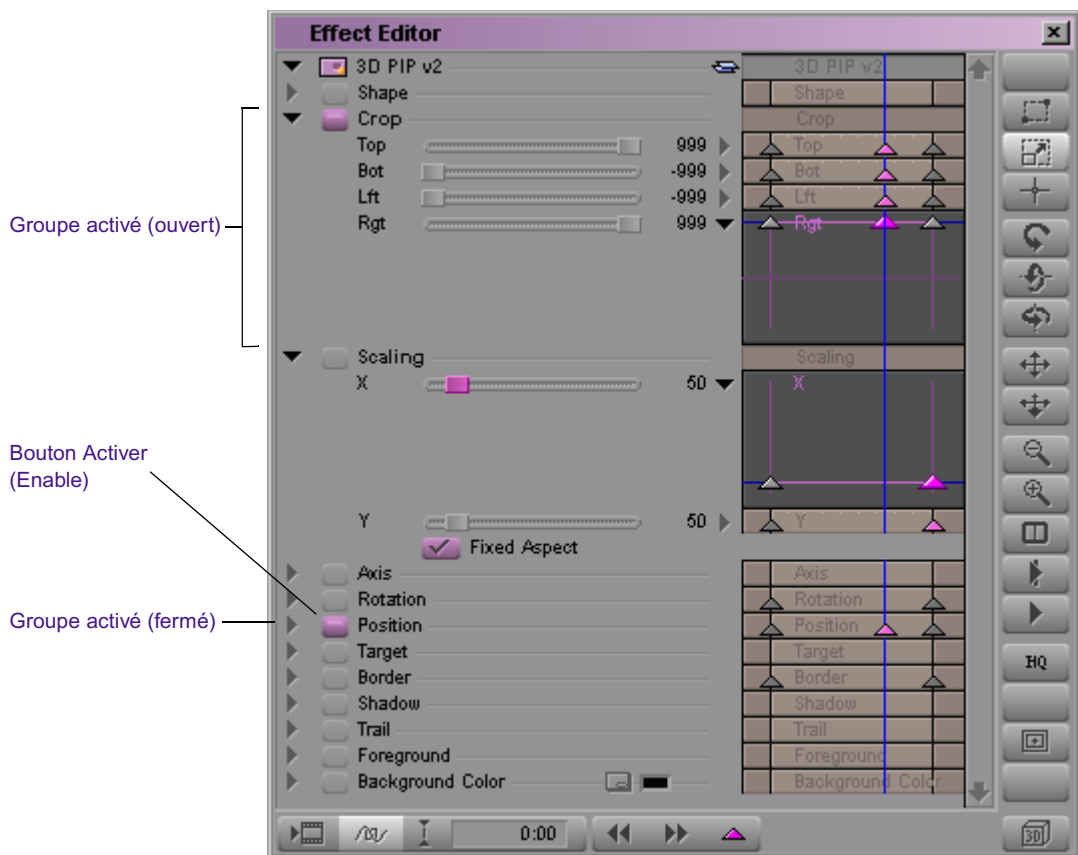 Effect Editor
3D PIP v2 3D PIP v2
Shape Shape
Groupe activé (ouvert)
Crop Crop
Top 999 Top
Bot -999 Bot
Lft -999 Lft
Rgt 999 Rgt
Scaling Scaling
X 50 X
Bouton Activer
(Enable)
Y 50 Y
Fixed Aspect
Axis Axis
Rotation Rotation
Groupe activé (fermé)
Position Position
Target Target
Border Border
Shadow Shadow
Trail Trail
Foreground Foreground
Background Color Background Color
HQ
0:00
3D